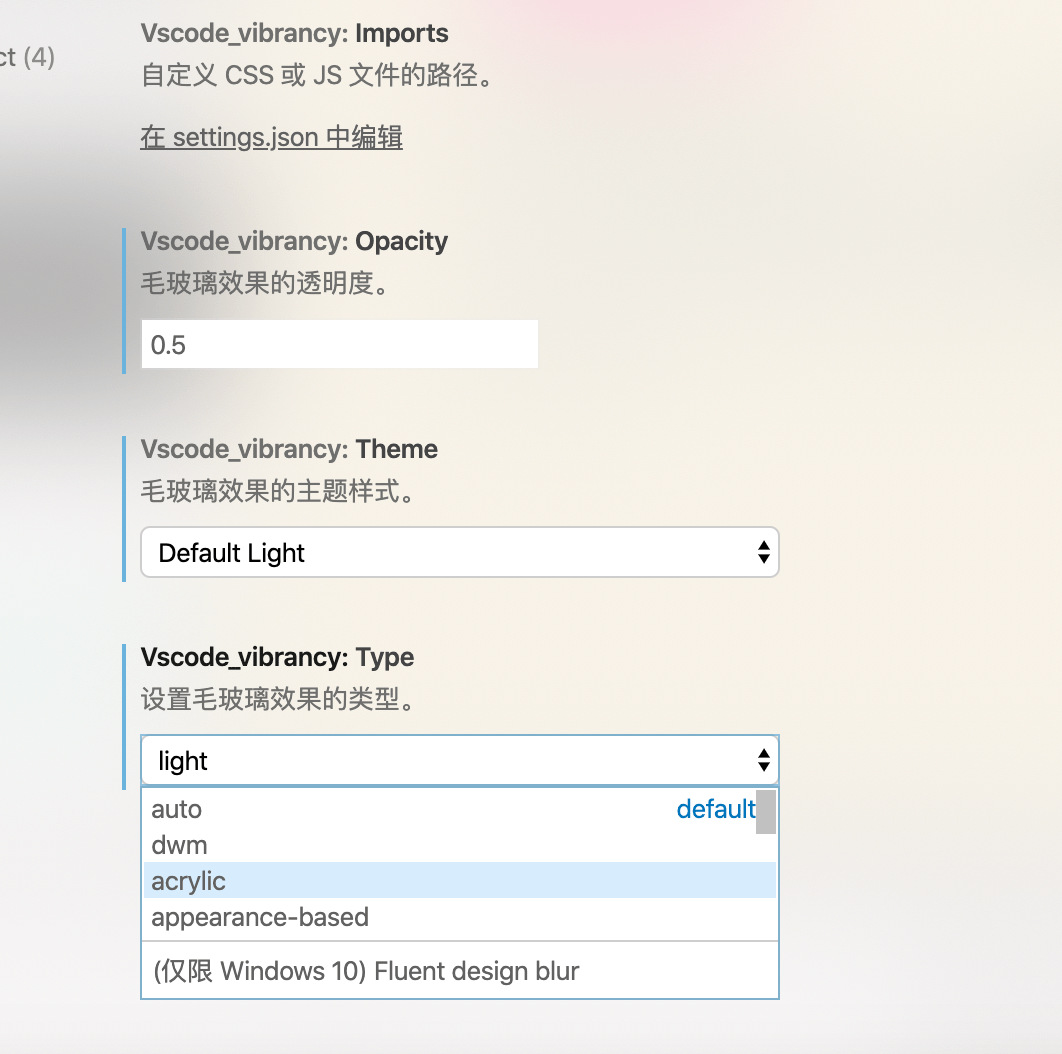 Vscode_vibrancy: Imports
ct (4)
自定义 CSS 或 JS 文件的路径。
在 settings.json 中编辑
Vscode_vibrancy: Opacity
毛玻璃效果的透明度。
0.5
Vscode_vibrancy: Theme
毛玻璃效果的主题样式。
Default Light
Vscode_vibrancy: Type
设置毛玻璃效果的类型。
light
auto default
dwm
acrylic
appearance-based
(仅限 Windows 10) Fluent design blur